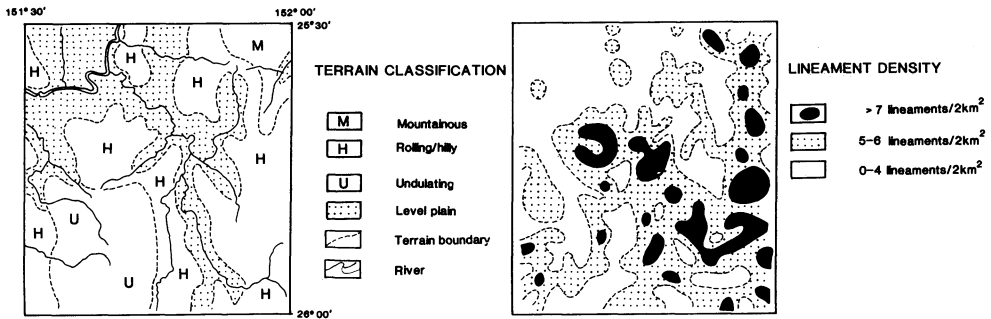 151° 30'
152° 00'
25° 30'
M
H
H
H
H
H
H
U
H
U
H
H
26° 00'
TERRAIN CLASSIFICATION
M Mountainous
H Rolling/hilly
U Undulating
Level plain
Terrain boundary
River
LINEAMENT DENSITY
> 7 lineaments/2km²
5-6 lineaments/2km²
0-4 lineaments/2km²